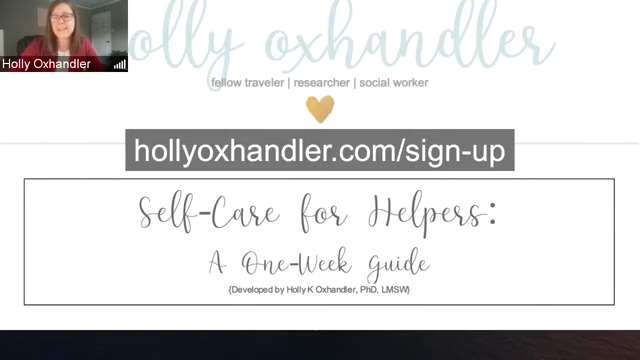 Holly Oxhandler
holly oxhandler
fellow traveler | researcher | social worker
hollyoxhandler.com/sign-up
Self-Care for Helpers:
A One-Week Guide
{Developed by Holly K Oxhandler, PhD, LMSW}